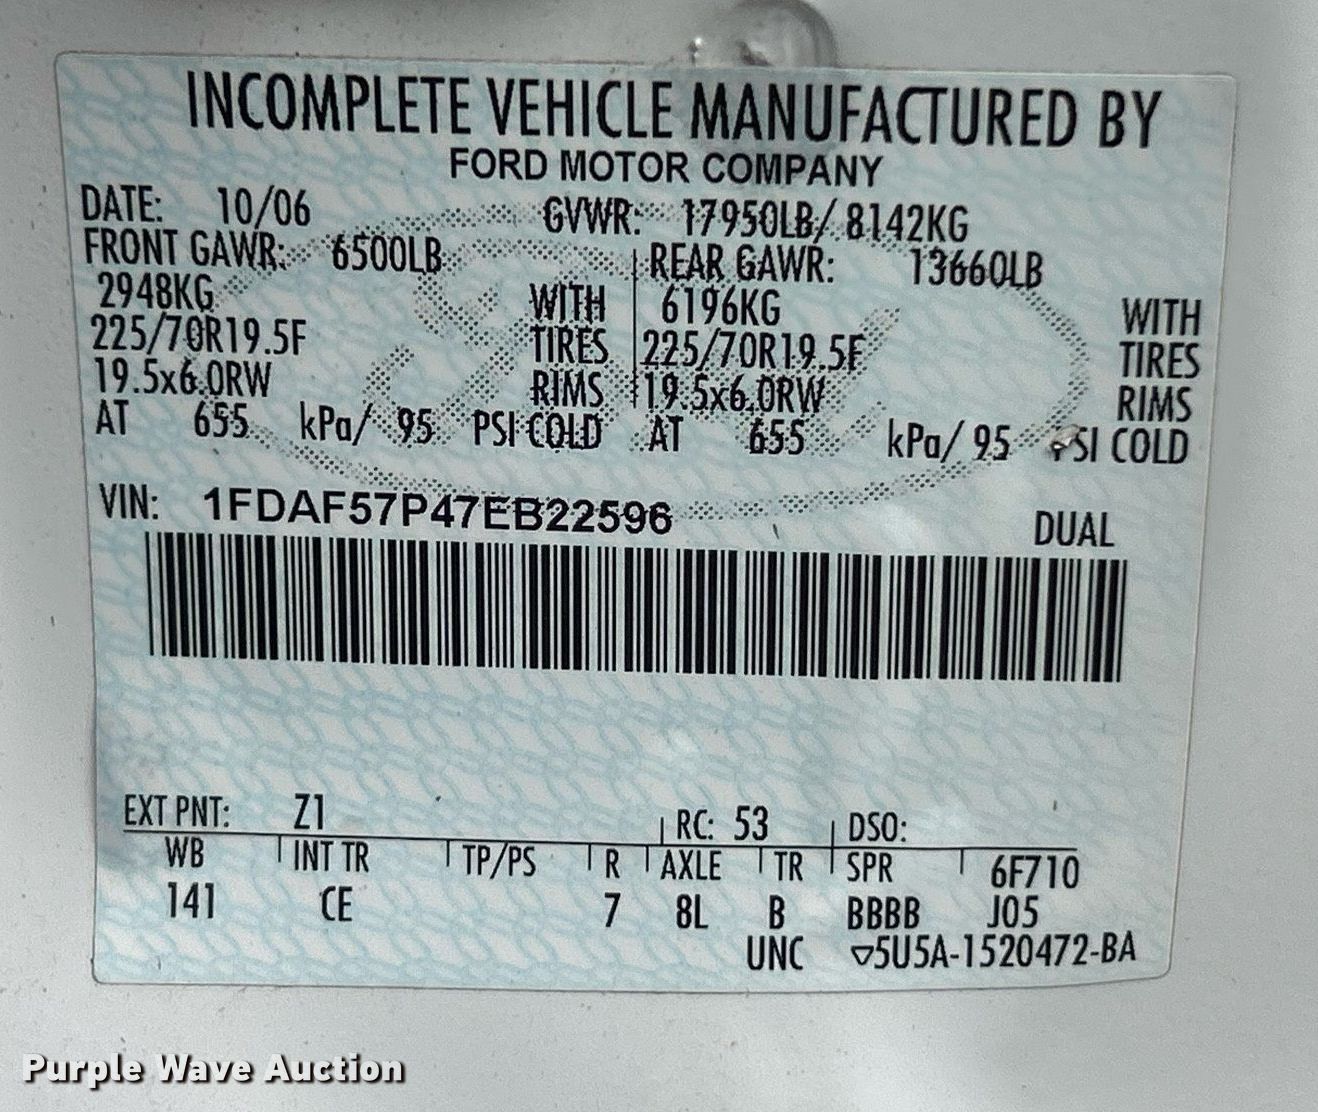 INCOMPLETE VEHICLE MANUFACTURED BY
FORD MOTOR COMPANY
DATE: 10/06 GVWR: 17950LB/ 8142KG
FRONT GAWR: 6500LB REAR GAWR: 13660LB
2948KG WITH 6196KG WITH
225/70R19.5F TIRES 225/70R19.5F TIRES
19.5x6.0RW RIMS 19.5x6.0RW RIMS
AT 655 kPa/ 95 PSI COLD AT 655 kPa/ 95 PSI COLD
VIN: 1FDAF57P47EB22596 DUAL
EXT PNT: Z1 RC: 53 DSO:
WB INT TR TP/PS R AXLE TR SPR 6F710
141 CE 7 8L B BBBB J05
UNC ▽5U5A-1520472-BA
Purple Wave Auction